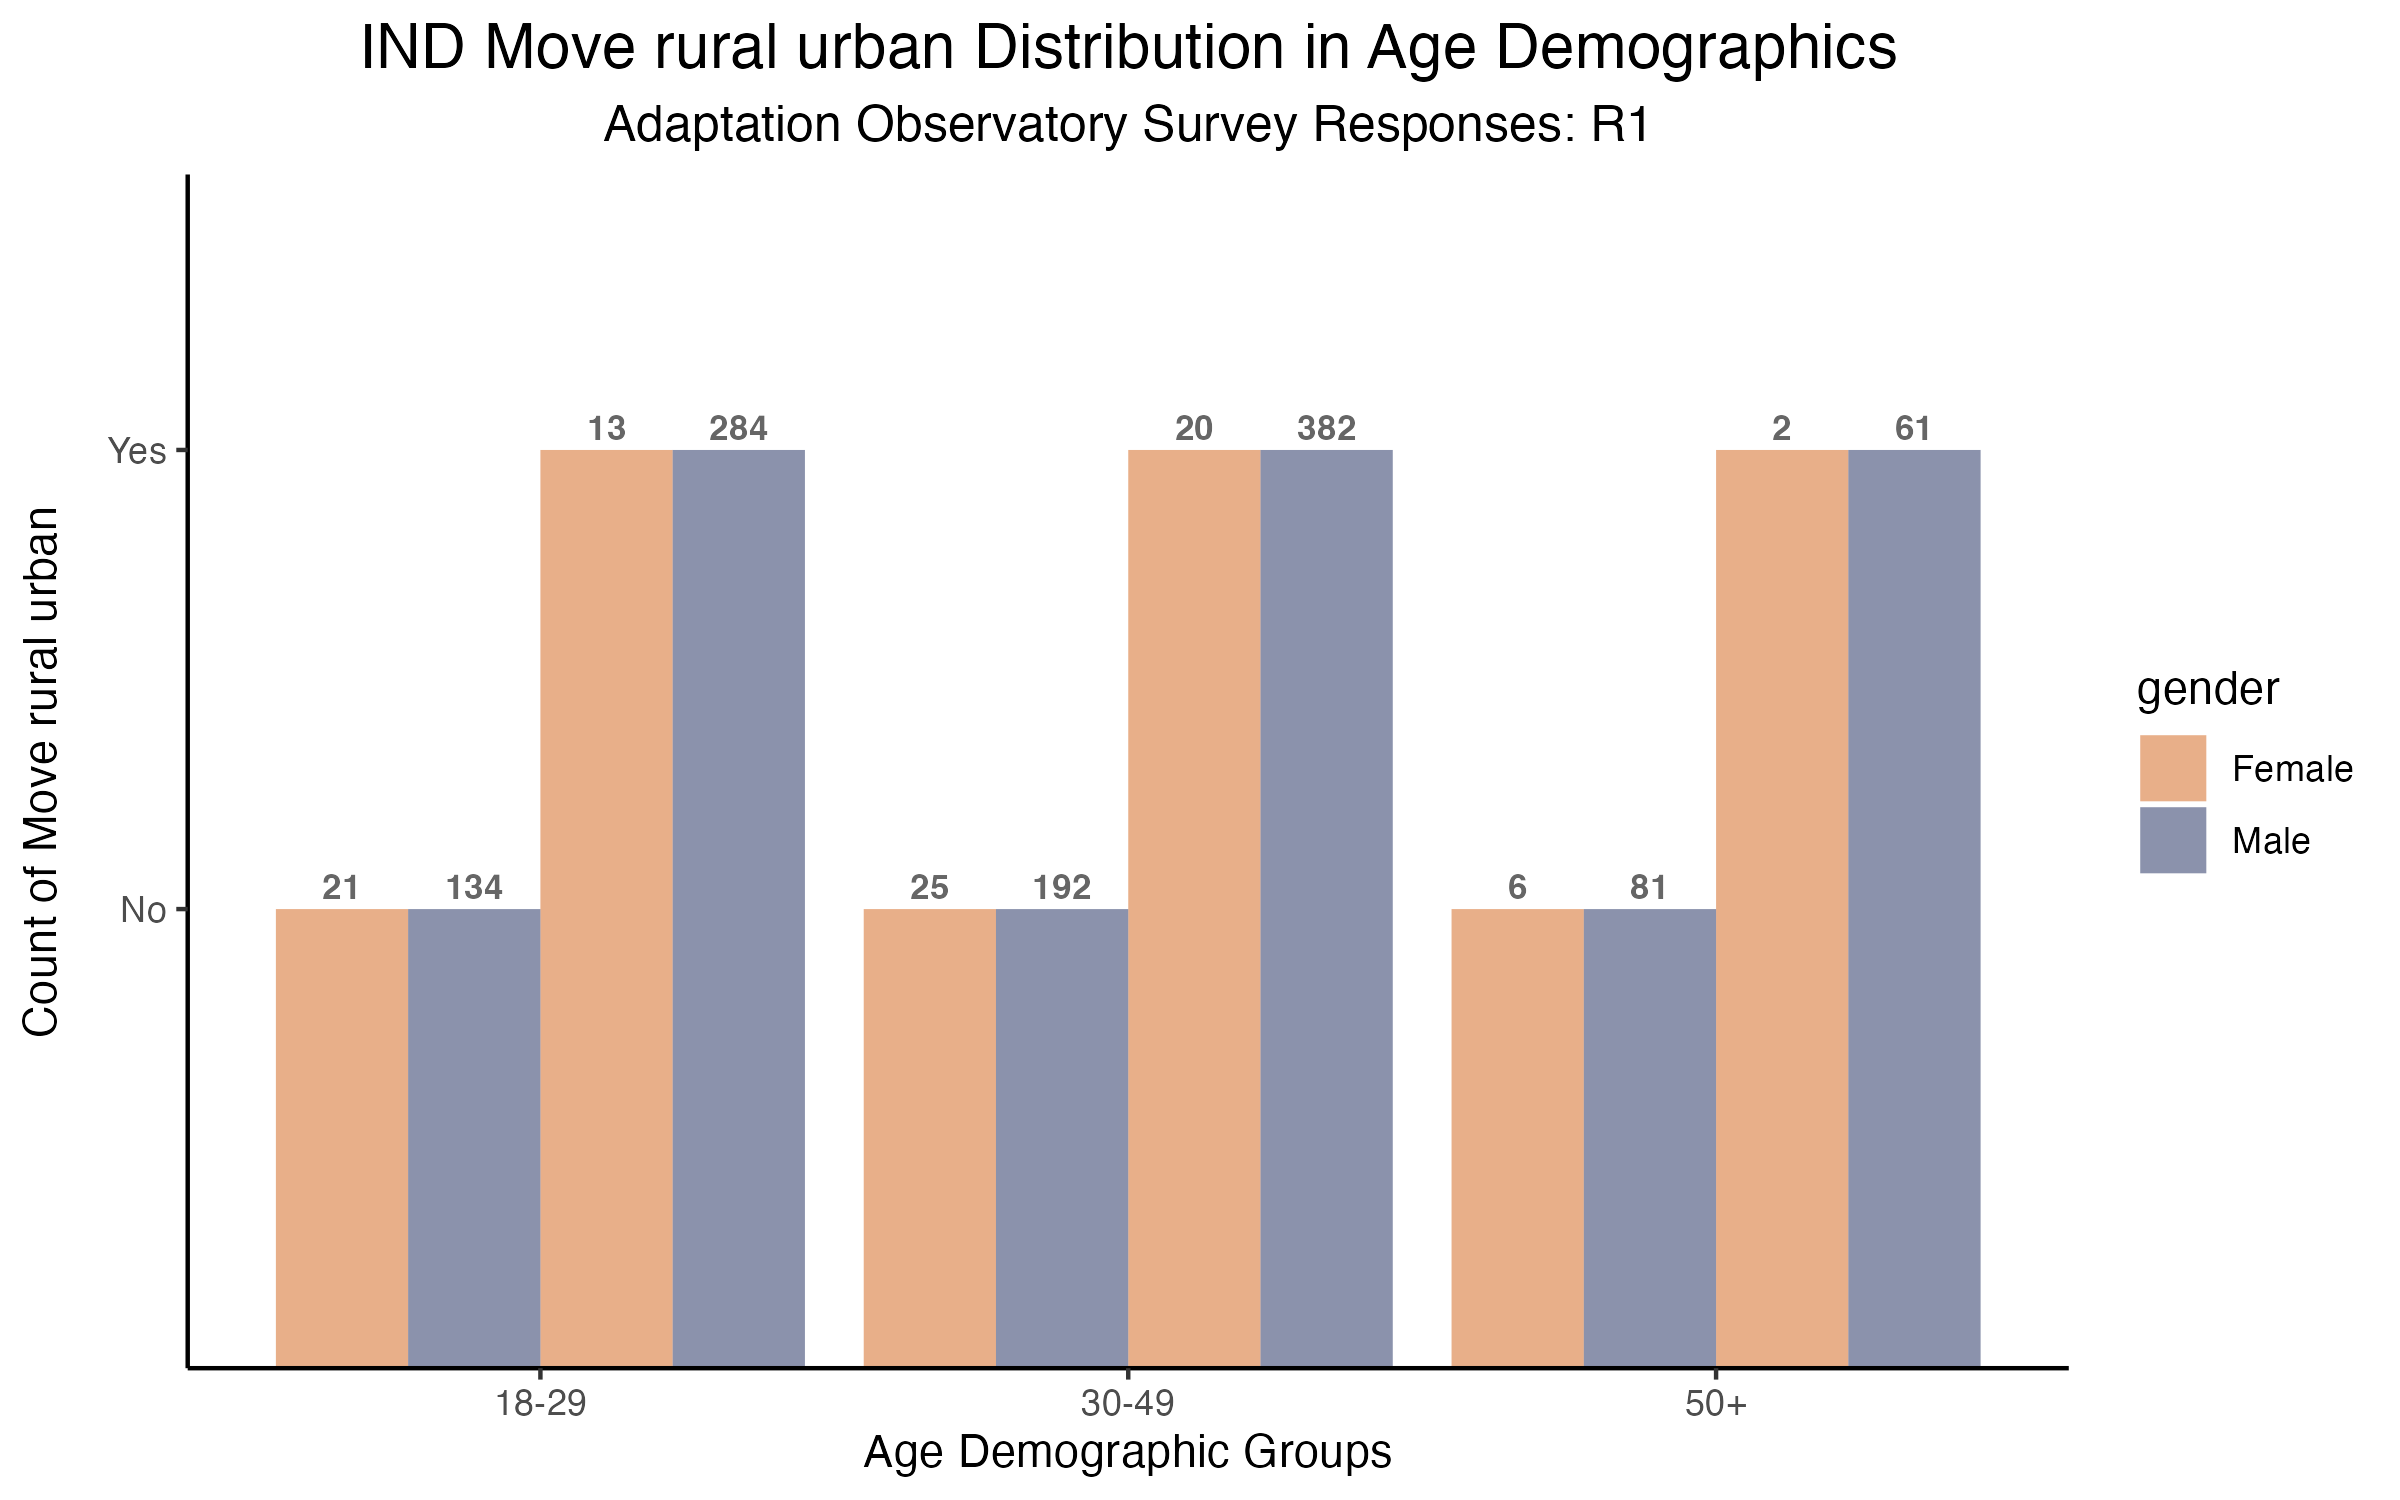 IND Move rural urban Distribution in Age Demographics
Adaptation Observatory Survey Responses: R1
Count of Move rural urban
Yes
No
13 284 20 382 2 61
21 134 25 192 6 81
18-29 30-49 50+
Age Demographic Groups
gender
Female
Male